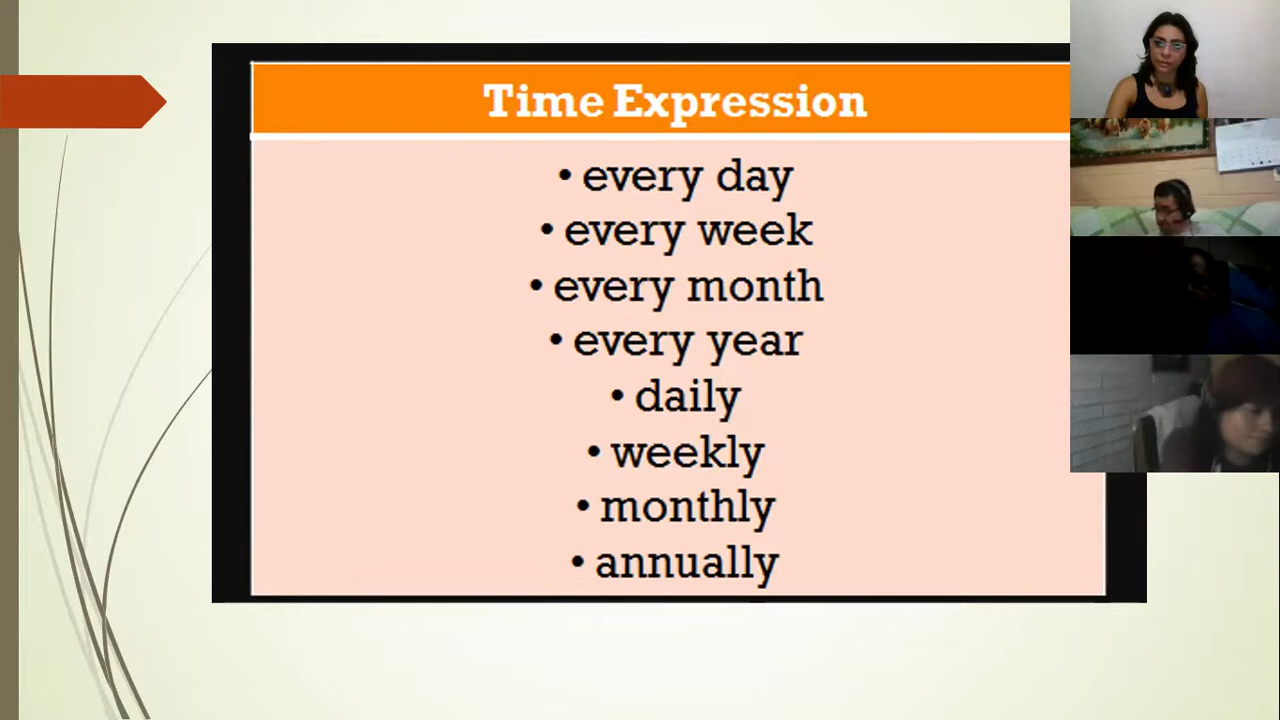 Time Expression
• every day
• every week
• every month
• every year
• daily
• weekly
• monthly
• annually